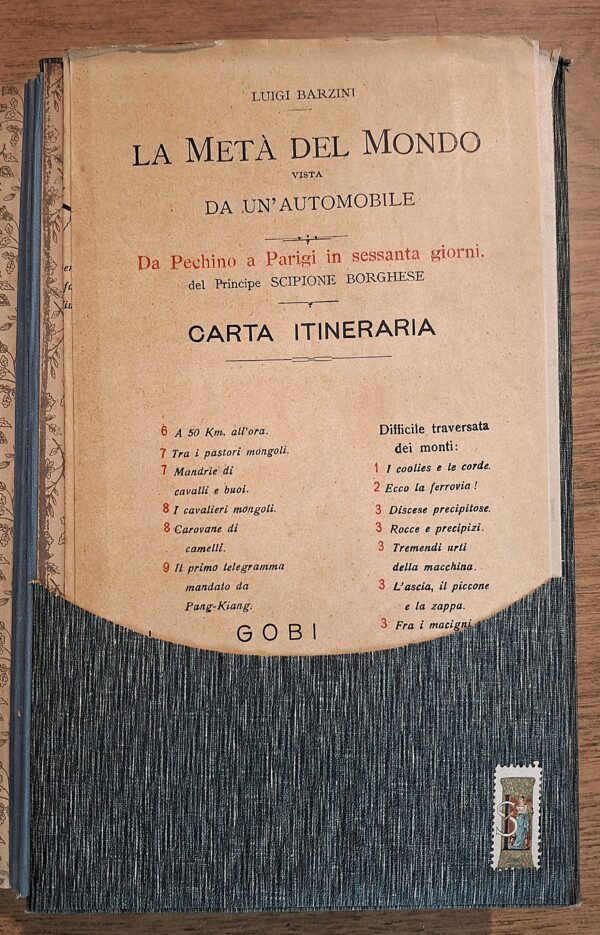 LUIGI BARZINI
LA METÀ DEL MONDO
VISTA
DA UN'AUTOMOBILE
Da Pechino a Parigi in sessanta giorni.
del Principe SCIPIONE BORGHESE
CARTA ITINERARIA
6 A 50 Km. all'ora.
7 Tra i pastori mongoli.
7 Mandrie di
cavalli e buoi.
8 I cavalieri mongoli.
8 Carovane di
camelli.
9 Il primo telegramma
mandato da
Pang-Kiang.
GOBI
Difficile traversata
dei monti:
1 I coolies e le corde.
2 Ecco la ferrovia!
3 Discese precipitose.
3 Rocce e precipizi.
3 Tremendi urti
della macchina.
3 L'ascia, il piccone
e la zappa.
3 Fra i macigni
S